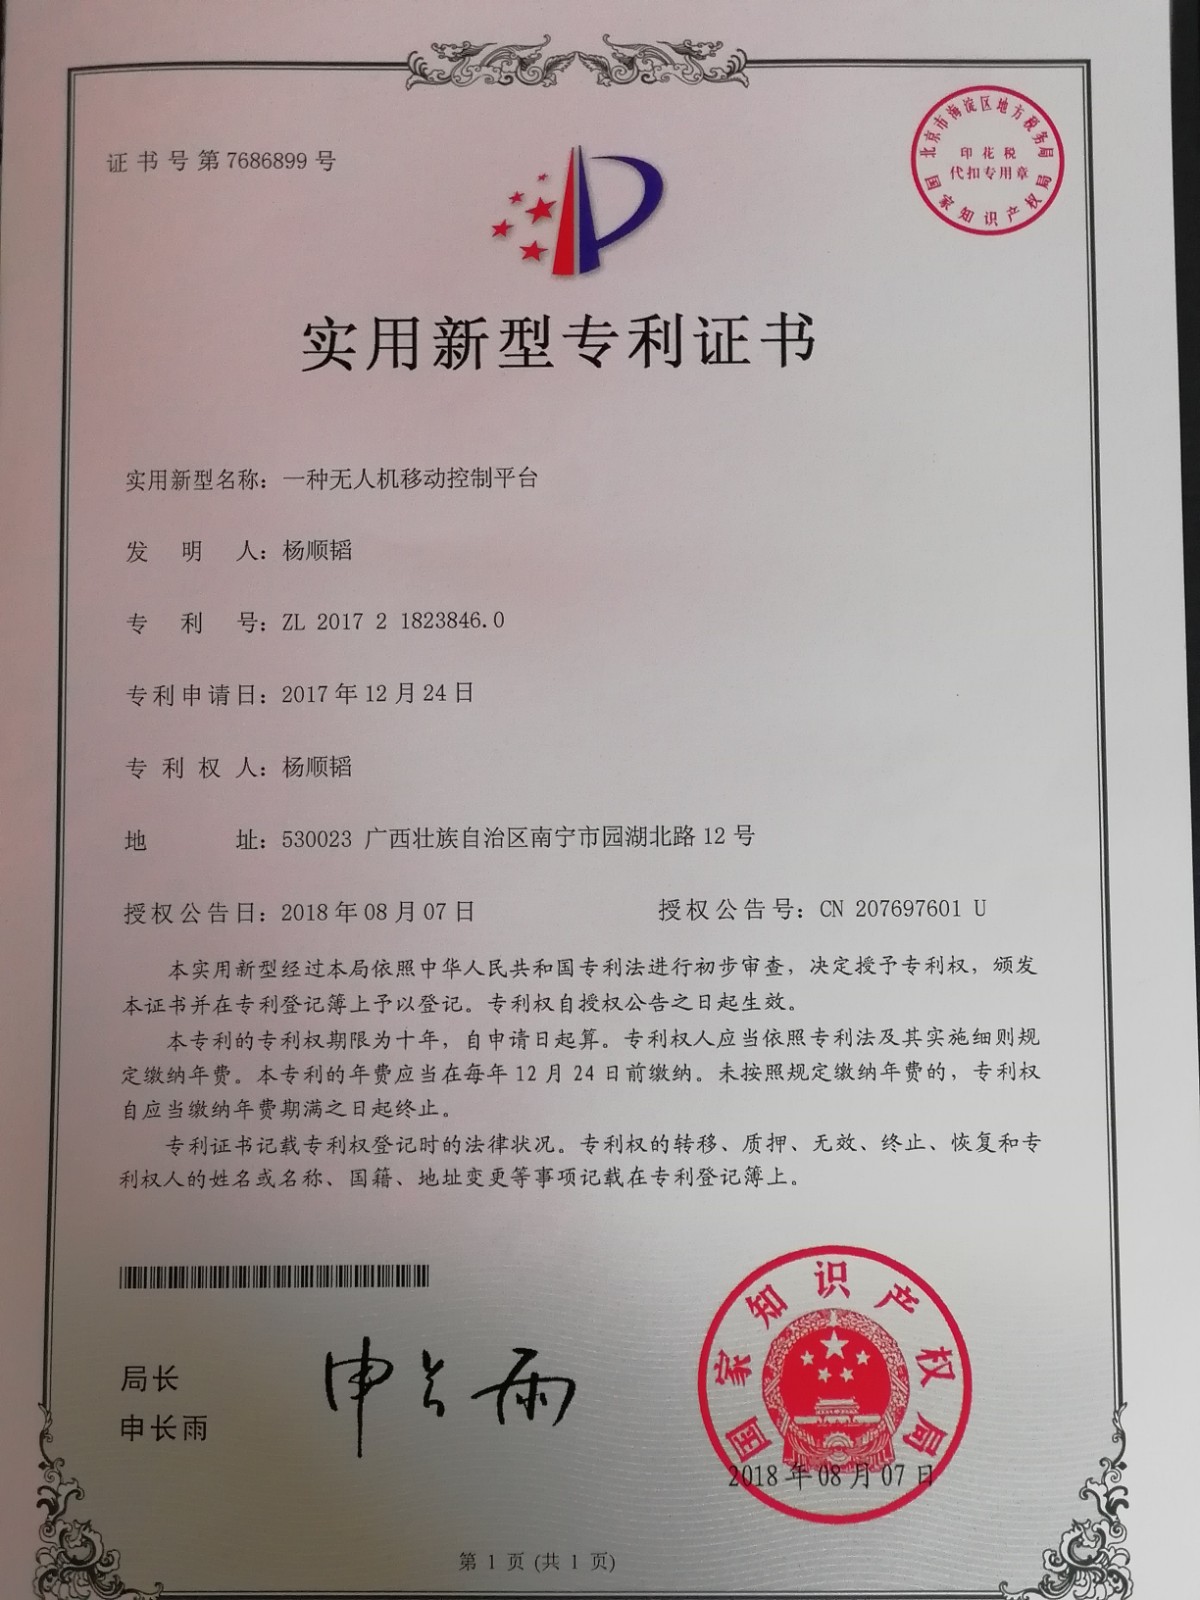 证书号第7686899号
北京市海淀区地方税务局
印花税
代扣专用章
国家知识产权局
实用新型专利证书
实用新型名称：一种无人机移动控制平台
发明人：杨顺韬
专利号：ZL 2017 2 1823846.0
专利申请日：2017年12月24日
专利权人：杨顺韬
地址：530023 广西壮族自治区南宁市园湖北路12号
授权公告日：2018年08月07日 授权公告号：CN 207697601 U
本实用新型经过本局依照中华人民共和国专利法进行初步审查，决定授予专利权，颁发
本证书并在专利登记簿上予以登记。专利权自授权公告之日起生效。
本专利的专利权期限为十年，自申请日起算。专利权人应当依照专利法及其实施细则规
定缴纳年费。本专利的年费应当在每年12月24日前缴纳。未按照规定缴纳年费的，专利权
自应当缴纳年费期满之日起终止。
专利证书记载专利权登记时的法律状况。专利权的转移、质押、无效、终止、恢复和专
利权人的姓名或名称、国籍、地址变更等事项记载在专利登记簿上。
局长
申长雨
申长雨
国家知识产权局
2018年08月07日
第1页(共1页)